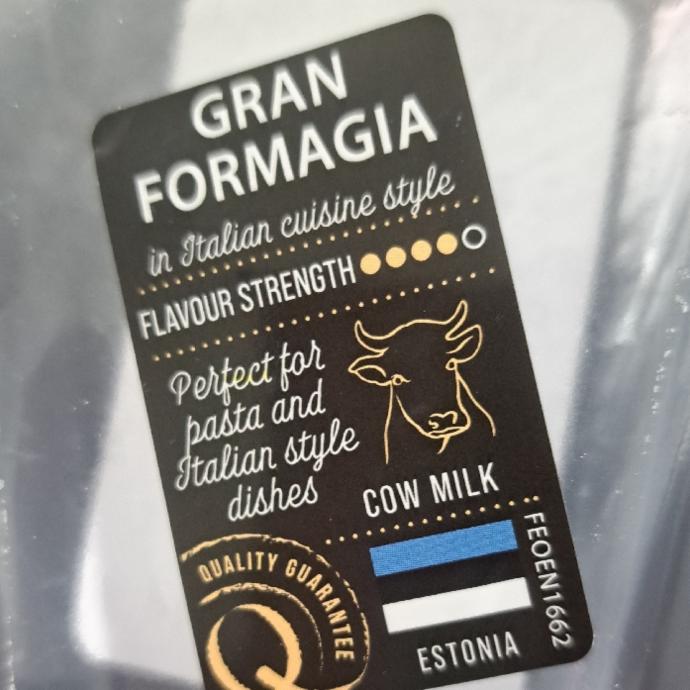 GRAN
FORMAGIA
in Italian cuisine style
FLAVOUR STRENGTH
Perfect for
pasta and
Italian style
dishes
COW MILK
QUALITY GUARANTEE
Q
ESTONIA
FEOEN1662